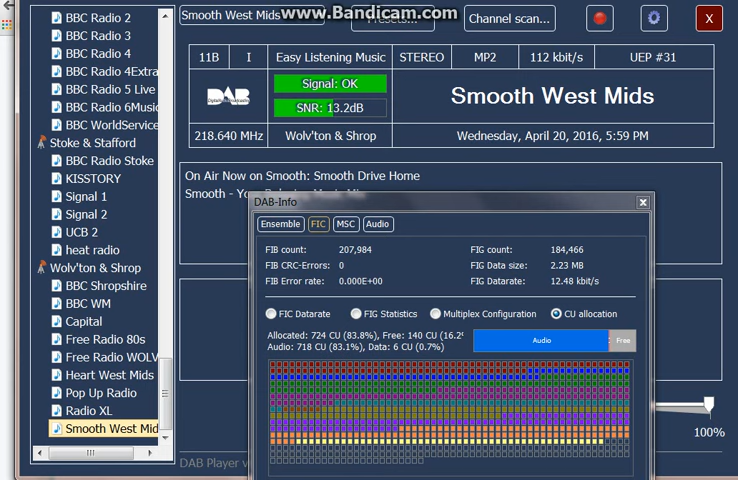 www.Bandicam.com
BBC Radio 2
BBC Radio 3
BBC Radio 4
BBC Radio 4Extra
BBC Radio 5 Live
BBC Radio 6Music
BBC WorldService
Stoke & Stafford
BBC Radio Stoke
KISSTORY
Signal 1
Signal 2
UCB 2
heat radio
Wolv'ton & Shrop
BBC Shropshire
BBC WM
Capital
Free Radio 80s
Free Radio WOLV
Heart West Mids
Pop Up Radio
Radio XL
Smooth West Mid
Smooth West Mids
Presets...
Channel scan...
X
11B I Easy Listening Music STEREO MP2 112 kbit/s UEP #31
DAB
Signal: OK
SNR: 13.2dB
Smooth West Mids
218.640 MHz Wolv'ton & Shrop Wednesday, April 20, 2016, 5:59 PM
On Air Now on Smooth: Smooth Drive Home
Smooth -
DAB-Info
Ensemble FIC MSC Audio
FIB count: 207,984 FIG count: 184,466
FIB CRC-Errors: 0 FIG Data size: 2.23 MB
FIB Error rate: 0.000E+00 FIG Datarate: 12.48 kbit/s
FIC Datarate FIG Statistics Multiplex Configuration CU allocation
Allocated: 724 CU (83.8%), Free: 140 CU (16.2
Audio: 718 CU (83.1%), Data: 6 CU (0.7%)
Audio Free
100%
DAB Player v